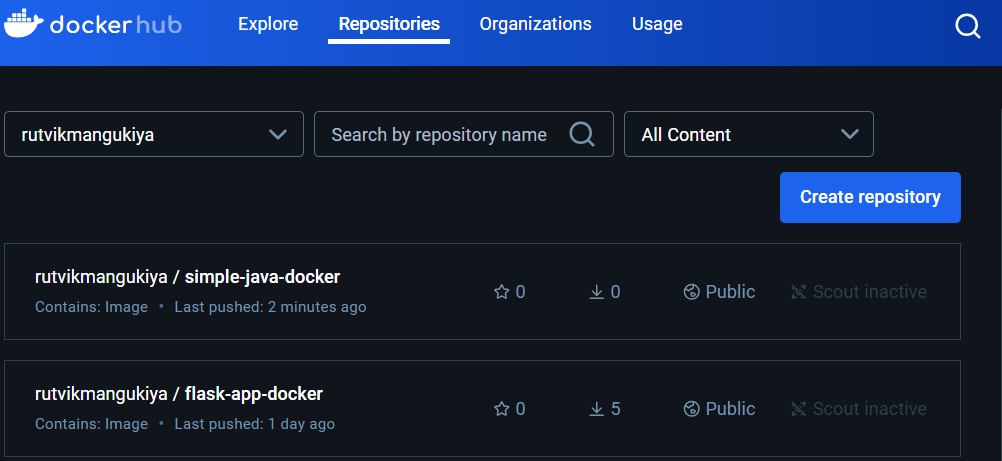 dockerhub Explore Repositories Organizations Usage
rutvikmangukiya Search by repository name All Content
Create repository
rutvikmangukiya / simple-java-docker
Contains: Image • Last pushed: 2 minutes ago
0 0 Public Scout inactive
rutvikmangukiya / flask-app-docker
Contains: Image • Last pushed: 1 day ago
0 5 Public Scout inactive